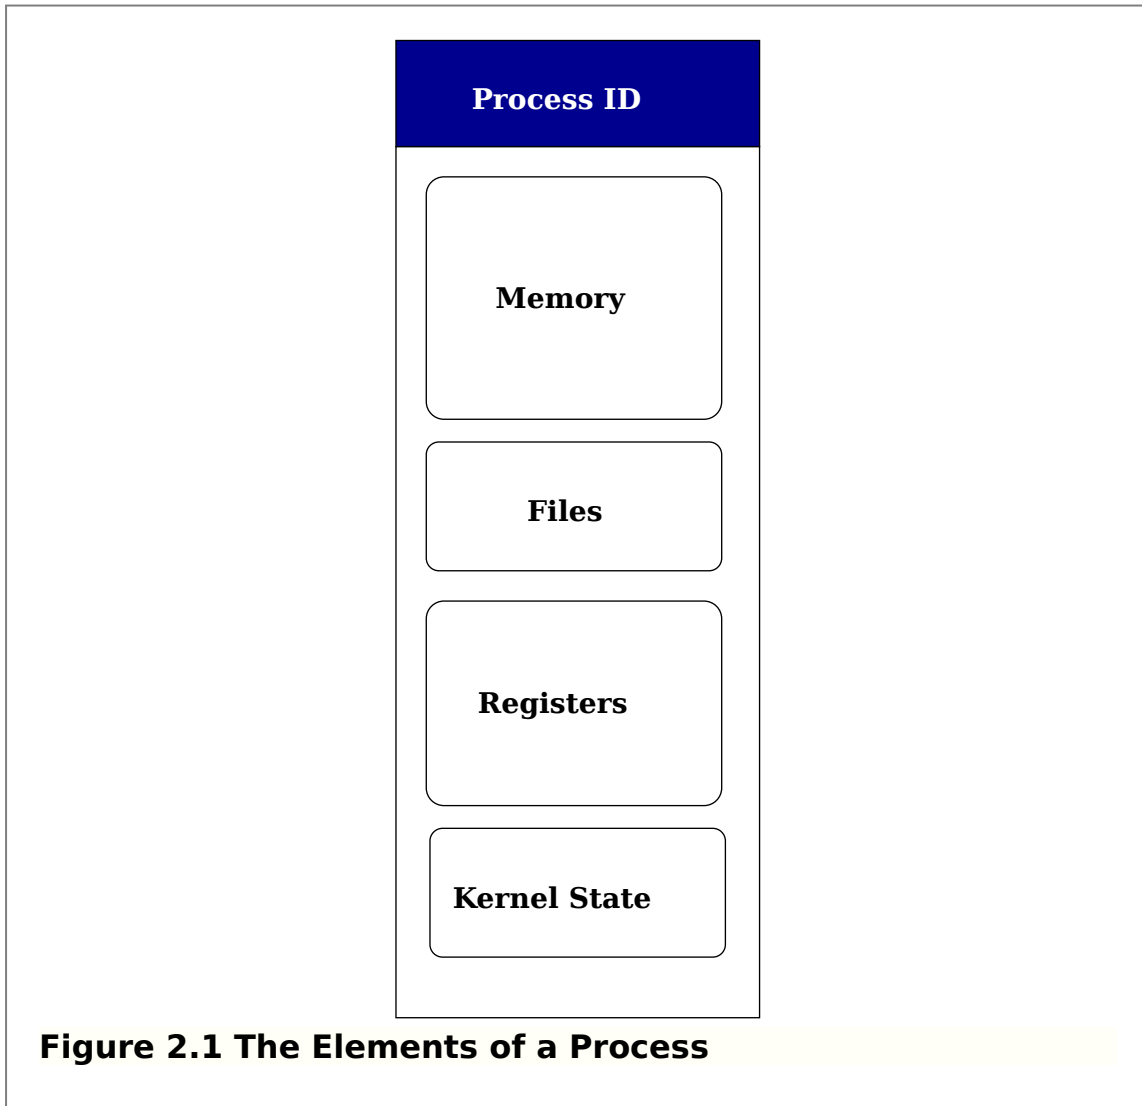 Process ID
Memory
Files
Registers
Kernel State
Figure 2.1 The Elements of a Process